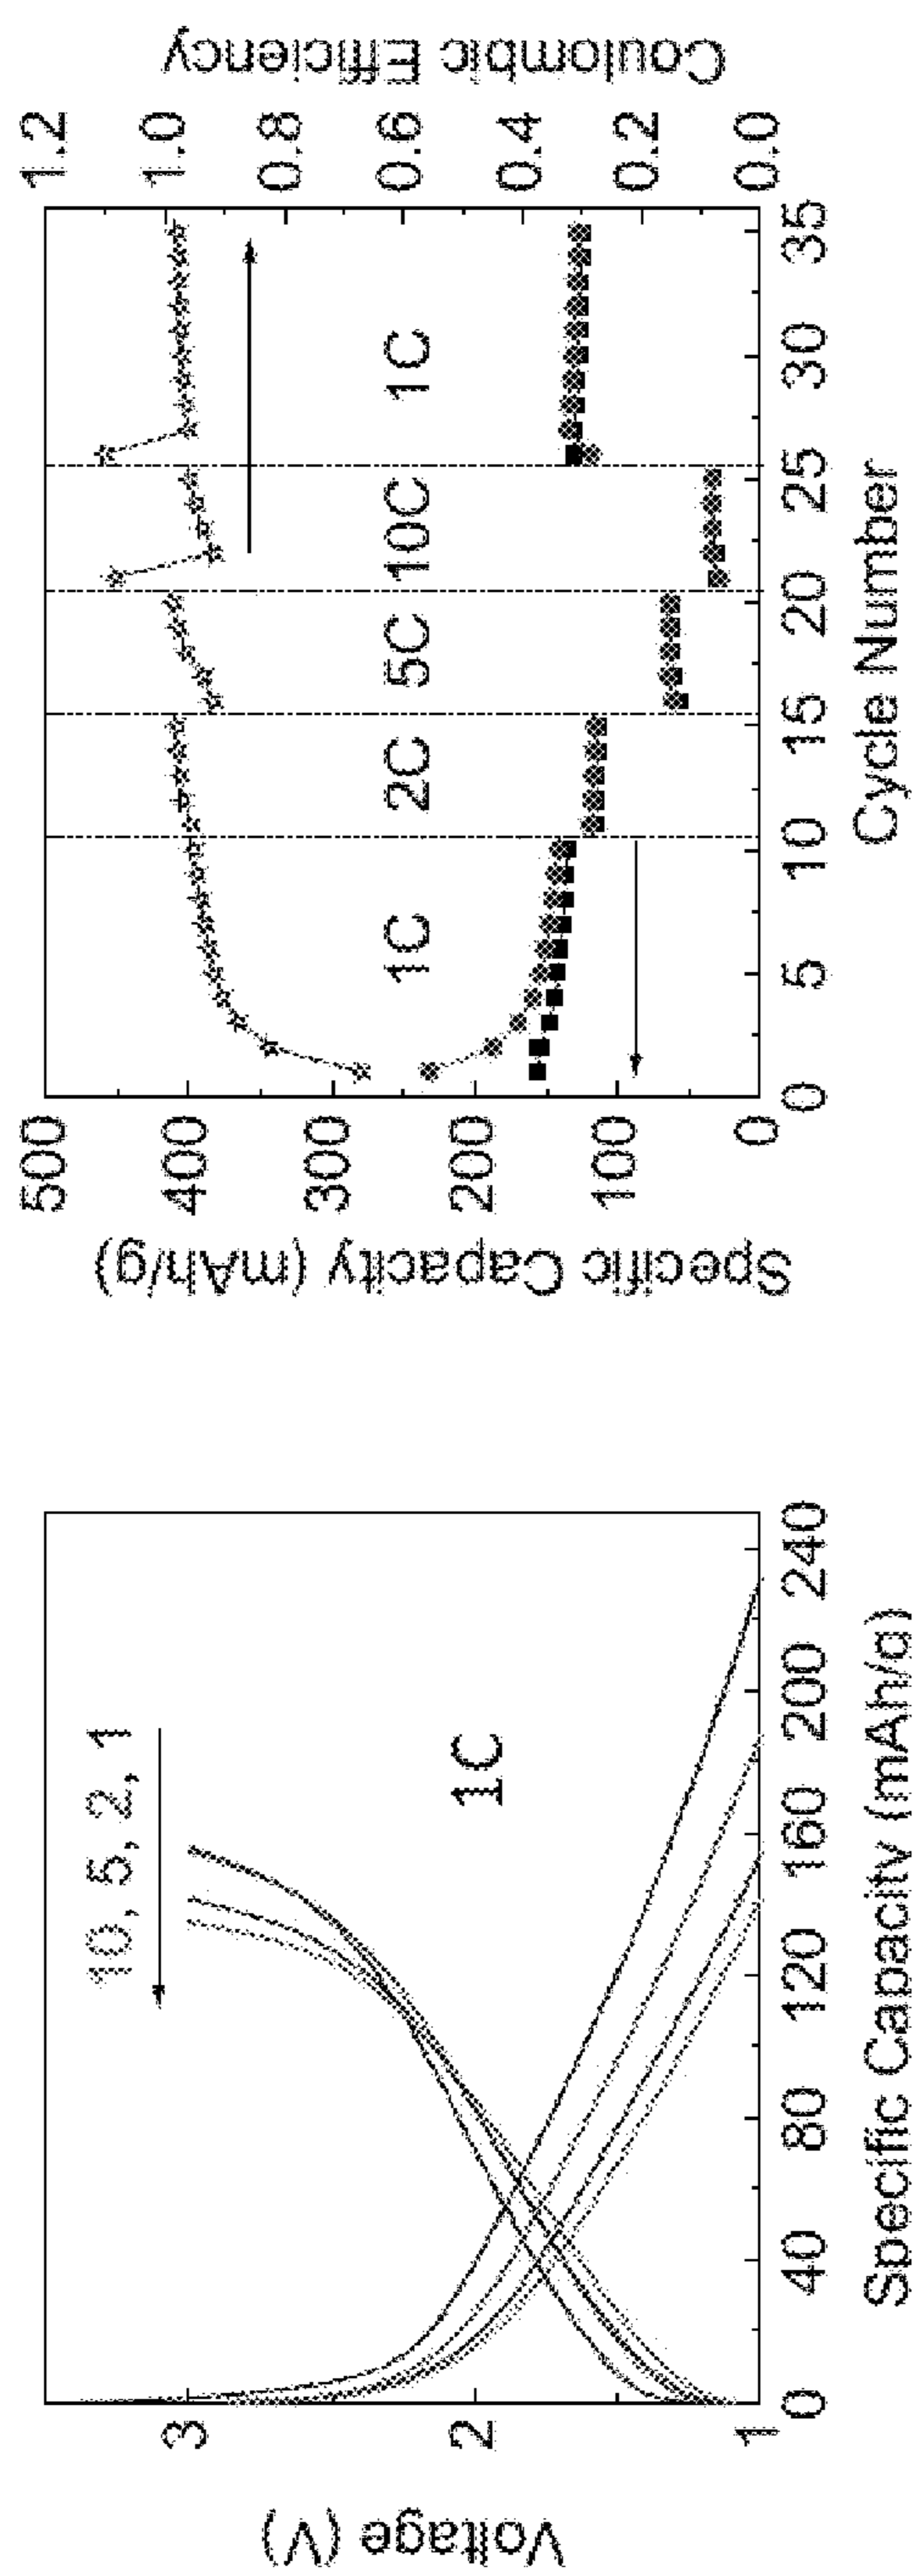 10, 5, 2, 1
1C
3
2
1
Voltage (V)
0 40 80 120 160 200 240
Specific Capacity (mAh/g)
500
400
300
200
100
0
Specific Capacity (mAh/g)
1C 2C 5C 10C 1C
0 5 10 15 20 25 30 35
Cycle Number
1.2
1.0
0.8
0.6
0.4
0.2
0.0
Coulombic Efficiency